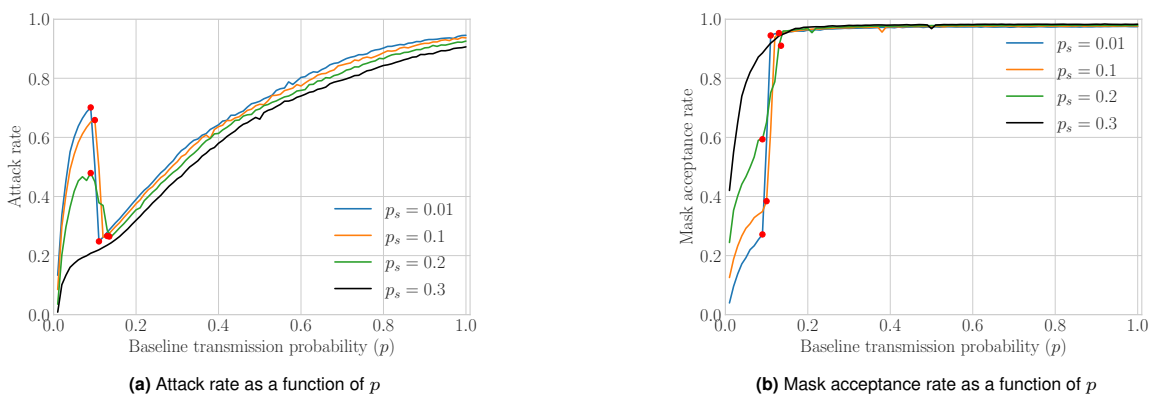 1.0
0.8
0.6
0.4
0.2
0.0
Attack rate
p_s = 0.01
p_s = 0.1
p_s = 0.2
p_s = 0.3
0.0 0.2 0.4 0.6 0.8 1.0
Baseline transmission probability (p)
(a) Attack rate as a function of p
1.0
0.8
0.6
0.4
0.2
0.0
Mask acceptance rate
p_s = 0.01
p_s = 0.1
p_s = 0.2
p_s = 0.3
0.0 0.2 0.4 0.6 0.8 1.0
Baseline transmission probability (p)
(b) Mask acceptance rate as a function of p